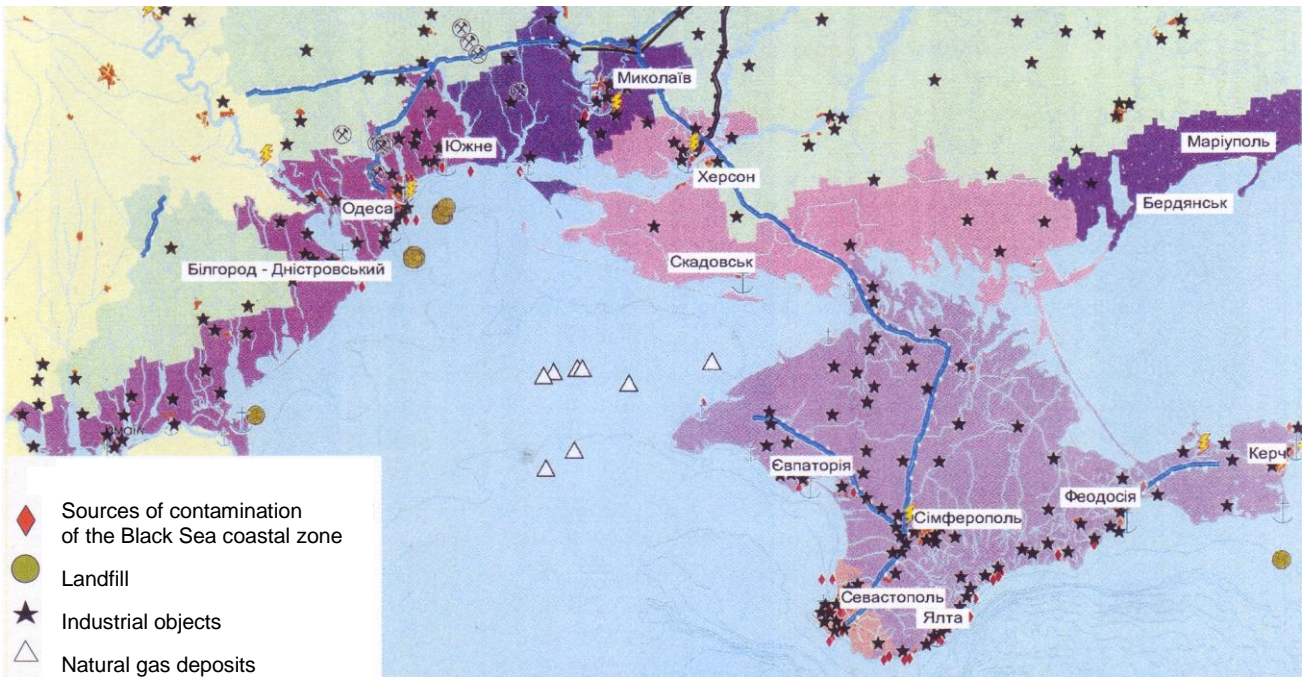 Миколаїв
Южне
Маріуполь
Херсон
Бердянськ
Одеса
Скадовськ
Білгород - Дністровський
Євпаторія
Керч
Феодосія
Сімферополь
Севастополь
Ялта
Sources of contamination
of the Black Sea coastal zone
Landfill
Industrial objects
Natural gas deposits